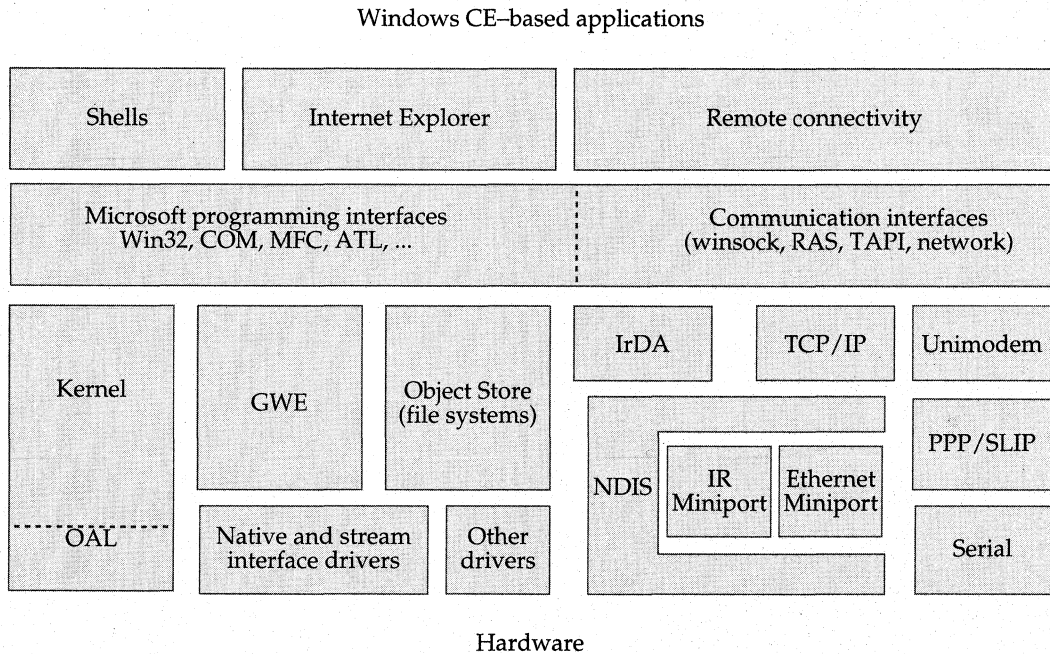 Windows CE–based applications
Shells
Internet Explorer
Remote connectivity
Microsoft programming interfaces
Win32, COM, MFC, ATL, ...
Communication interfaces
(winsock, RAS, TAPI, network)
Kernel
OAL
GWE
Object Store
(file systems)
Native and stream
interface drivers
Other
drivers
IrDA
TCP/IP
Unimodem
NDIS
IR
Miniport
Ethernet
Miniport
PPP/SLIP
Serial
Hardware